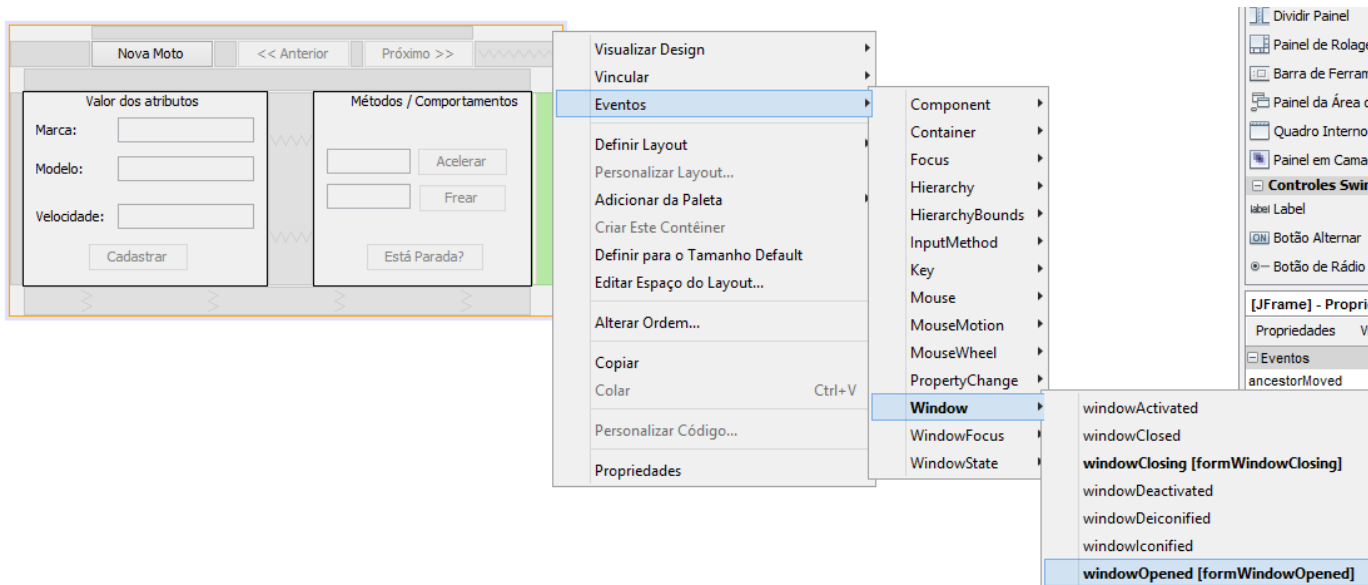 Nova Moto
<< Anterior
Próximo >>
Valor dos atributos
Marca:
Modelo:
Velocidade:
Cadastrar
Métodos / Comportamentos
Acelerar
Frear
Está Parada?
Visualizar Design
Vincular
Eventos
Definir Layout
Personalizar Layout...
Adicionar da Paleta
Criar Este Contêiner
Definir para o Tamanho Default
Editar Espaço do Layout...
Alterar Ordem...
Copiar
Colar Ctrl+V
Personalizar Código...
Propriedades
Component
Container
Focus
Hierarchy
HierarchyBounds
InputMethod
Key
Mouse
MouseMotion
MouseWheel
PropertyChange
Window
WindowFocus
WindowState
windowActivated
windowClosed
windowClosing [formWindowClosing]
windowDeactivated
windowDeiconified
windowIconified
windowOpened [formWindowOpened]
Dividir Painel
Painel de
Barra de
Painel da Área
Quadro Interno
Painel em
Controles
label Label
ON Botão Alternar
Botão de Rádio
[JFrame] -
Propriedades
Eventos
ancestorMoved